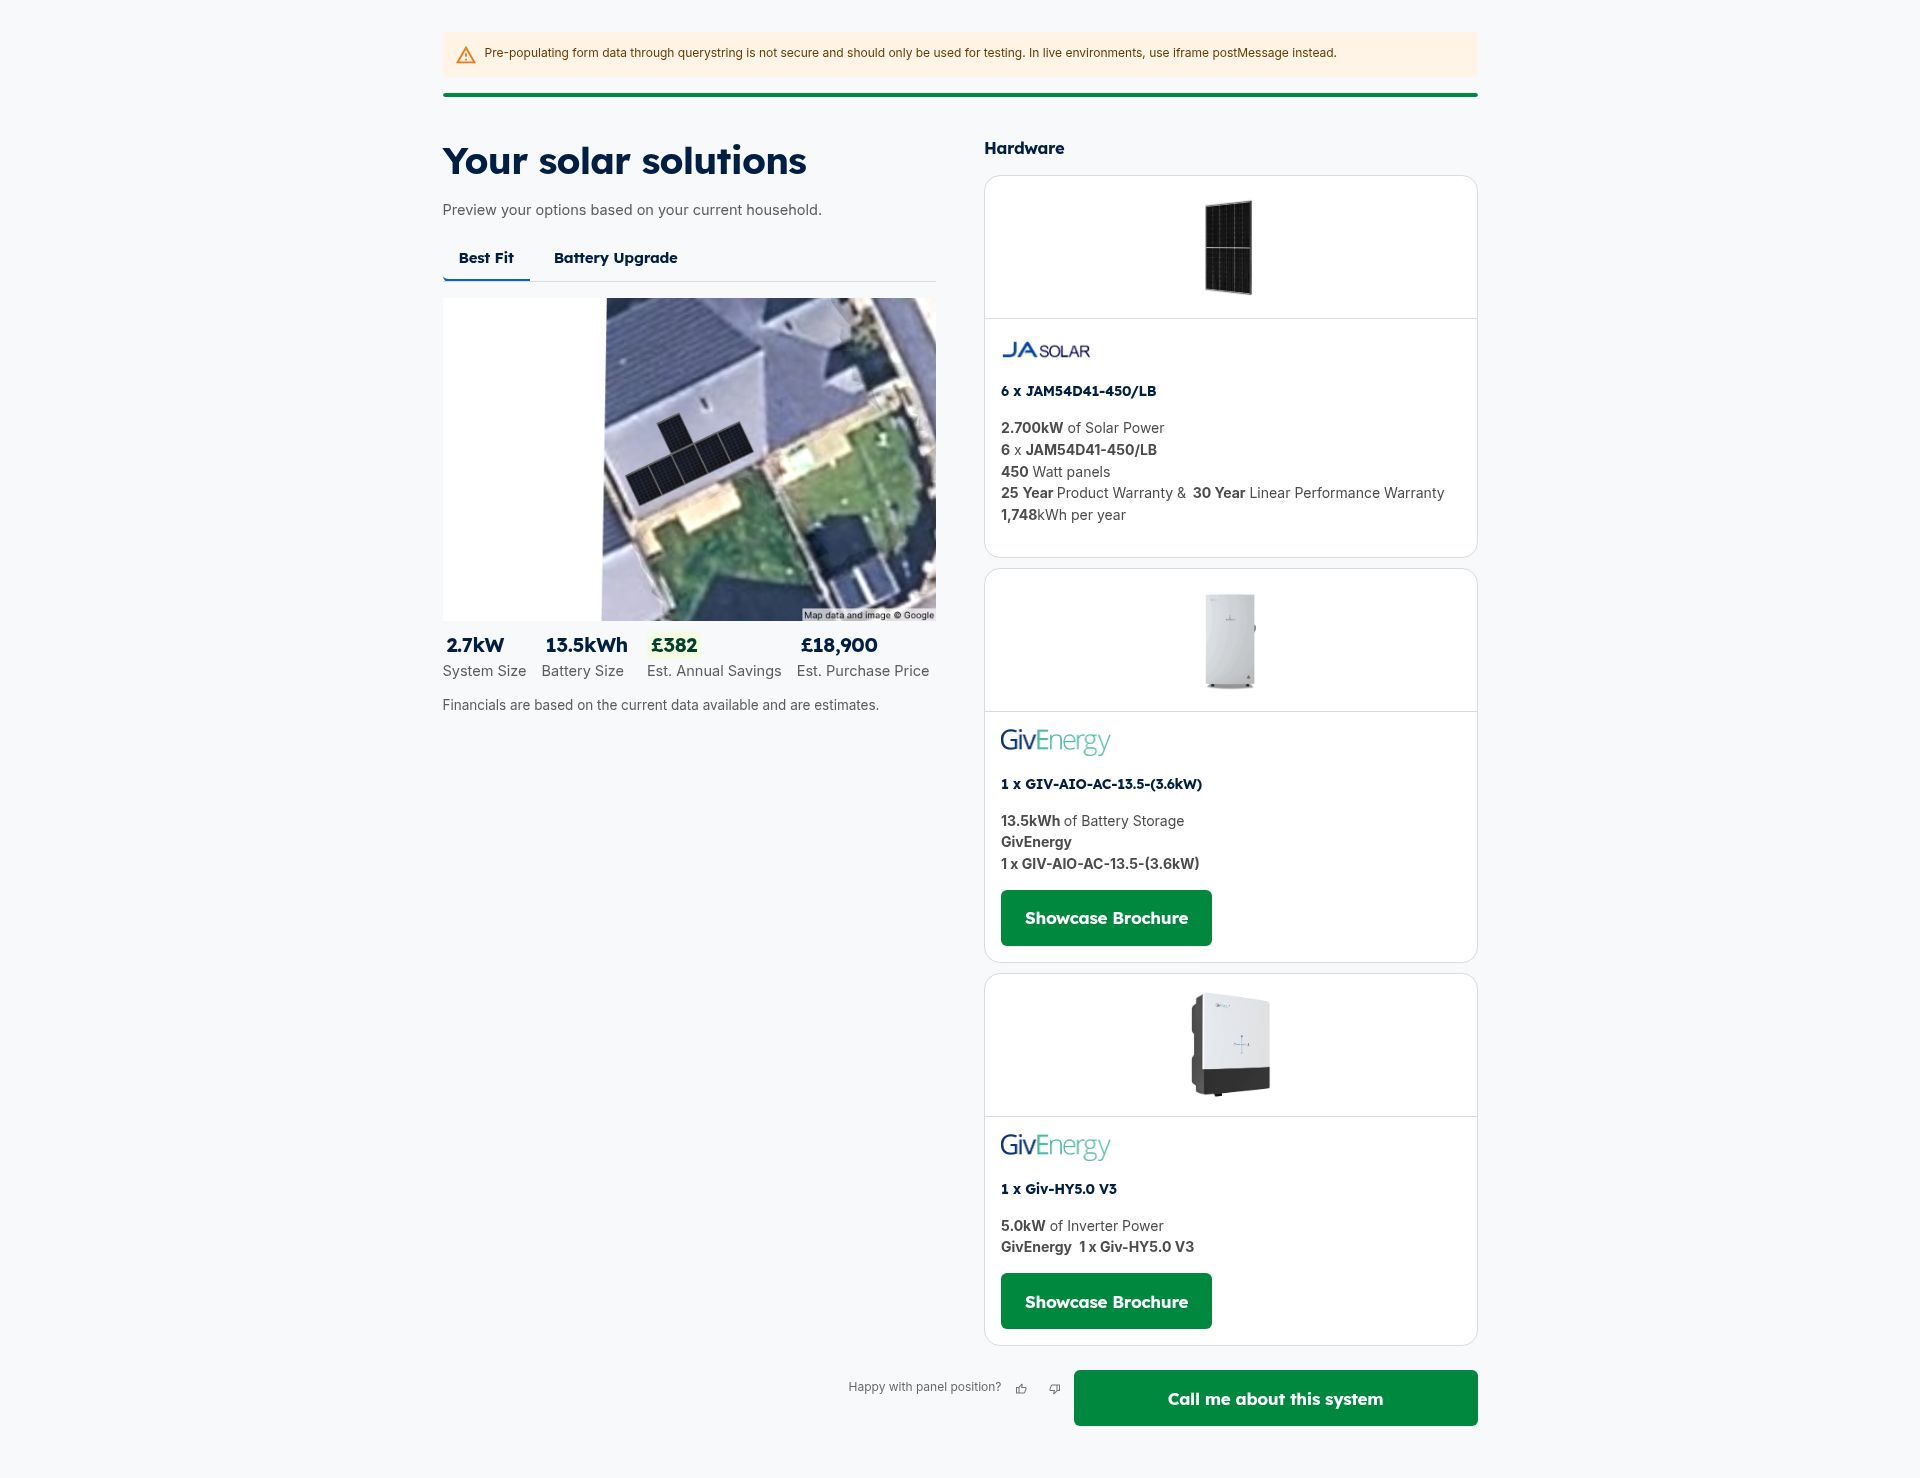 Pre-populating form data through querystring is not secure and should only be used for testing. In live environments, use iframe postMessage instead.
Your solar solutions
Preview your options based on your current household.
Best Fit
Battery Upgrade
Map data and image © Google
2.7kW
System Size
13.5kWh
Battery Size
£382
Est. Annual Savings
£18,900
Est. Purchase Price
Financials are based on the current data available and are estimates.
Hardware
JA SOLAR
6 x JAM54D41-450/LB
2.700kW of Solar Power
6 x JAM54D41-450/LB
450 Watt panels
25 Year Product Warranty & 30 Year Linear Performance Warranty
1,748kWh per year
GivEnergy
1 x GIV-AIO-AC-13.5-(3.6kW)
13.5kWh of Battery Storage
GivEnergy
1 x GIV-AIO-AC-13.5-(3.6kW)
Showcase Brochure
GivEnergy
1 x Giv-HY5.0 V3
5.0kW of Inverter Power
GivEnergy 1 x Giv-HY5.0 V3
Showcase Brochure
Happy with panel position?
Call me about this system